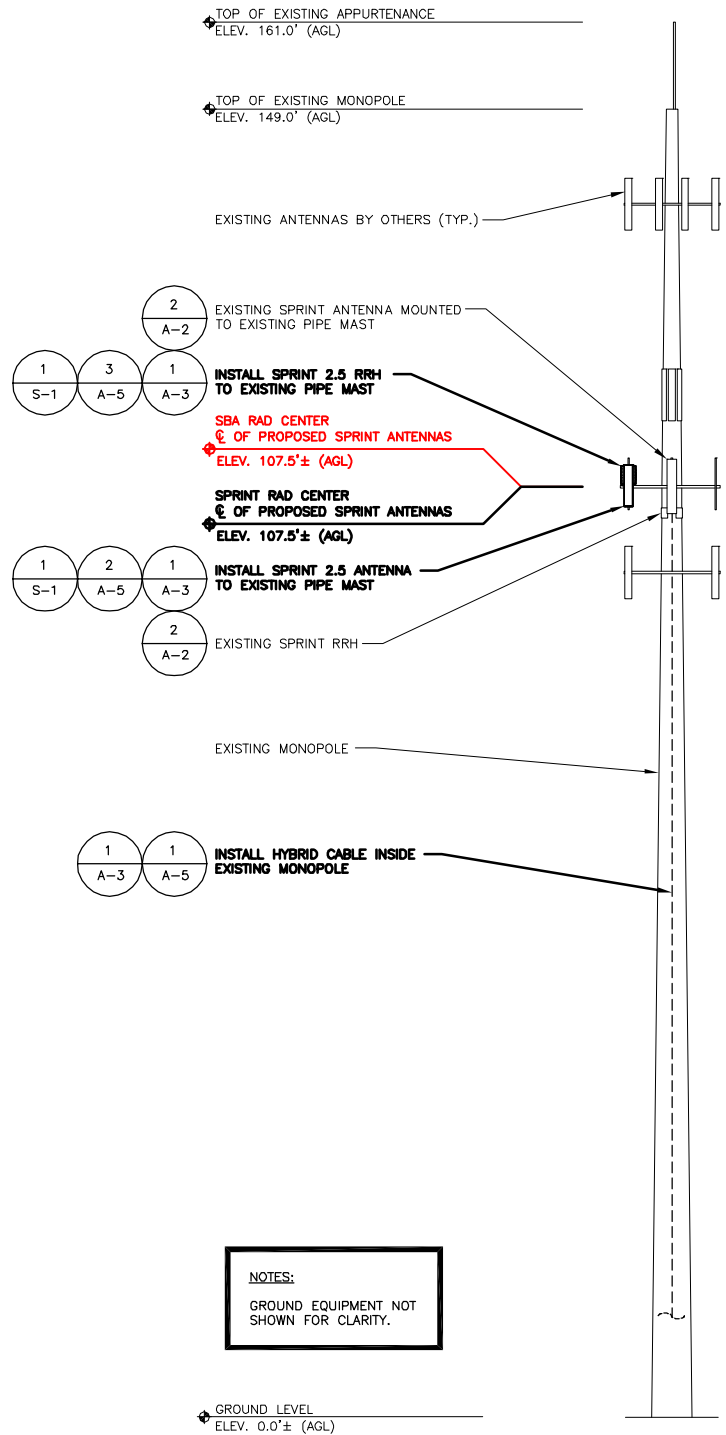 TOP OF EXISTING APPURTENANCE
ELEV. 161.0' (AGL)
TOP OF EXISTING MONOPOLE
ELEV. 149.0' (AGL)
EXISTING ANTENNAS BY OTHERS (TYP.)
2
A-2
EXISTING SPRINT ANTENNA MOUNTED
TO EXISTING PIPE MAST
1
S-1
3
A-5
1
A-3
INSTALL SPRINT 2.5 RRH
TO EXISTING PIPE MAST
SBA RAD CENTER
℄ OF PROPOSED SPRINT ANTENNAS
ELEV. 107.5'± (AGL)
SPRINT RAD CENTER
℄ OF PROPOSED SPRINT ANTENNAS
ELEV. 107.5'± (AGL)
1
S-1
2
A-5
1
A-3
INSTALL SPRINT 2.5 ANTENNA
TO EXISTING PIPE MAST
2
A-2
EXISTING SPRINT RRH
EXISTING MONOPOLE
1
A-3
1
A-5
INSTALL HYBRID CABLE INSIDE
EXISTING MONOPOLE
NOTES:
GROUND EQUIPMENT NOT
SHOWN FOR CLARITY.
GROUND LEVEL
ELEV. 0.0'± (AGL)